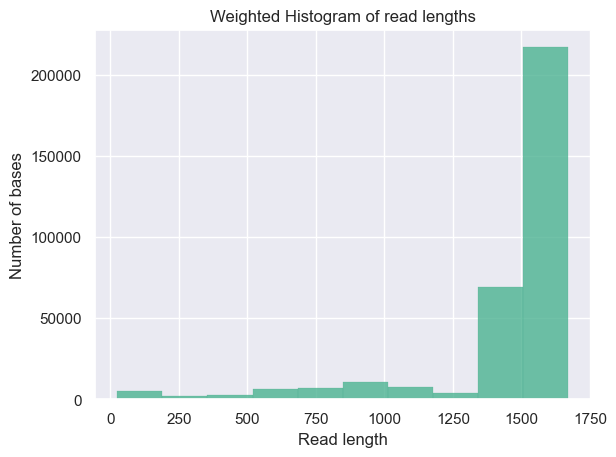 Weighted Histogram of read lengths
200000
150000
100000
50000
0
Number of bases
0 250 500 750 1000 1250 1500 1750
Read length